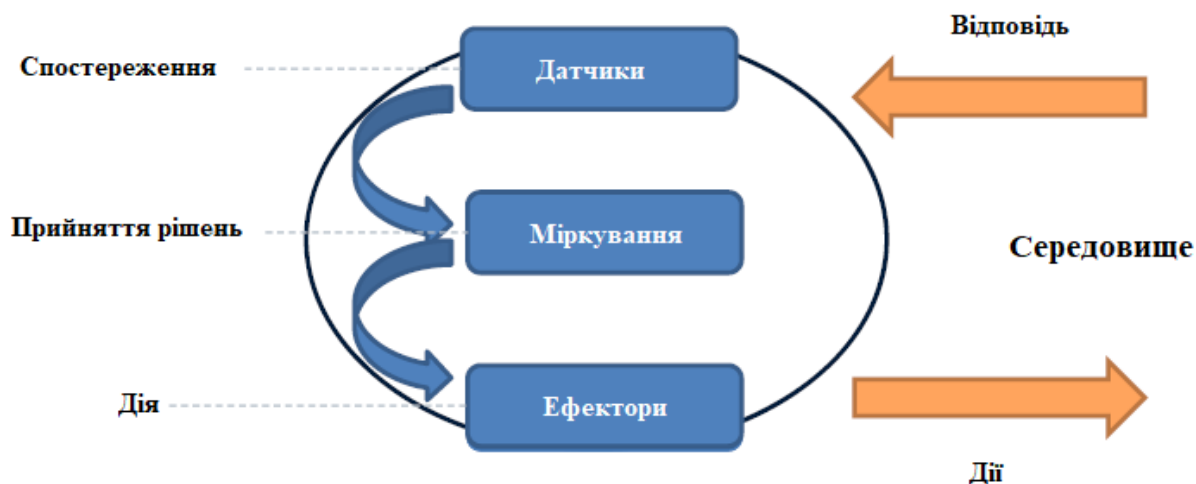 Відповідь
Спостереження
Датчики
Прийняття рішень
Міркування
Середовище
Дія
Ефектори
Дії